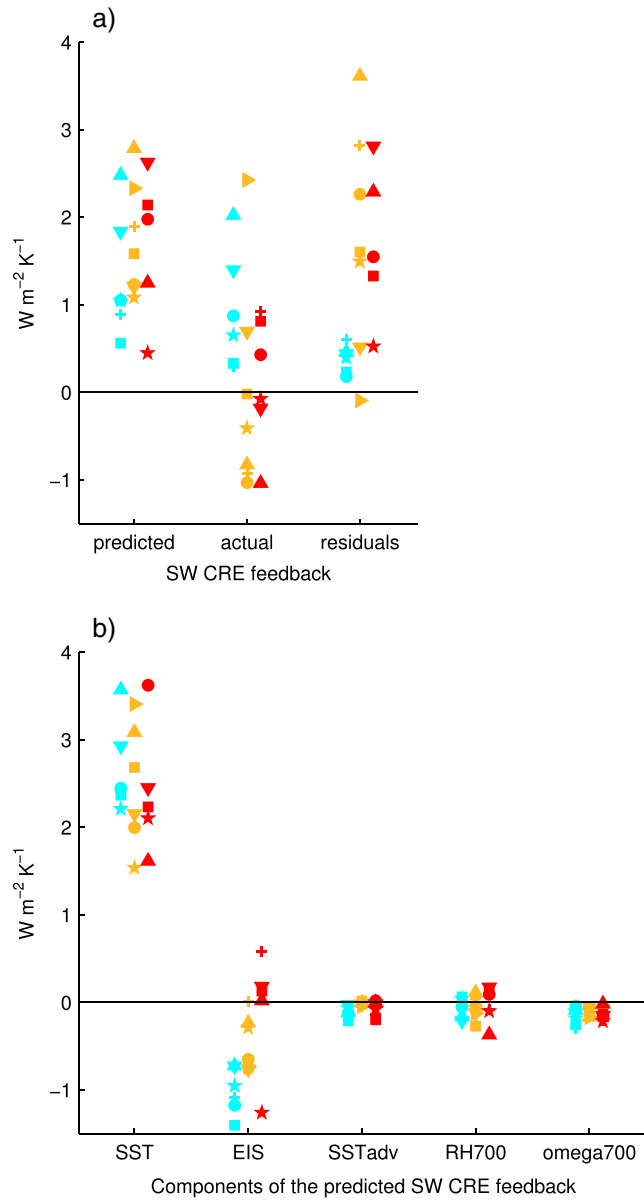 a)
4
3
2
1
0
−1
W m−2 K−1
predicted actual residuals
SW CRE feedback
b)
4
3
2
1
0
−1
W m−2 K−1
SST EIS SSTadv RH700 omega700
Components of the predicted SW CRE feedback